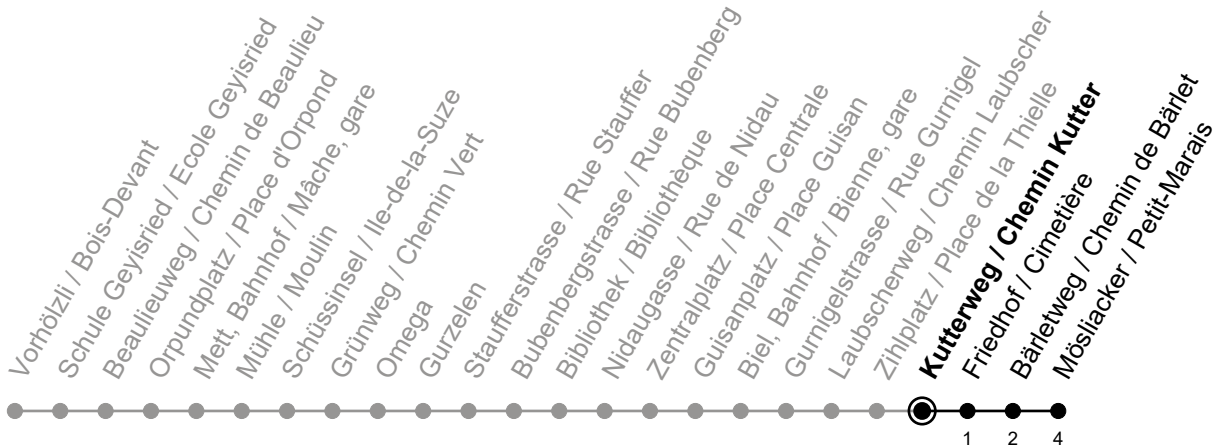 Vorhölzli / Bois-Devant
Schule Geyisried / Ecole Geyisried
Beaulieuweg / Chemin de Beaulieu
Orpundplatz / Place d'Orpond
Mett, Bahnhof / Mâche, gare
Mühle / Moulin
Schüssinsel / Ile-de-la-Suze
Grünweg / Chemin Vert
Omega
Gurzelen
Staufferstrasse / Rue Stauffer
Bubenbergstrasse / Rue Bubenberg
Bibliothek / Bibliothèque
Nidaugasse / Rue de Nidau
Zentralplatz / Place Centrale
Guisanplatz / Place Guisan
Biel, Bahnhof / Bienne, gare
Gurnigelstrasse / Rue Gurnigel
Laubscherweg / Chemin Laubscher
Zihlplatz / Place de la Thielle
Kutterweg / Chemin Kutter
Friedhof / Cimetière
Bärletweg / Chemin de Bärlet
Mösliacker / Petit-Marais
1 2 4